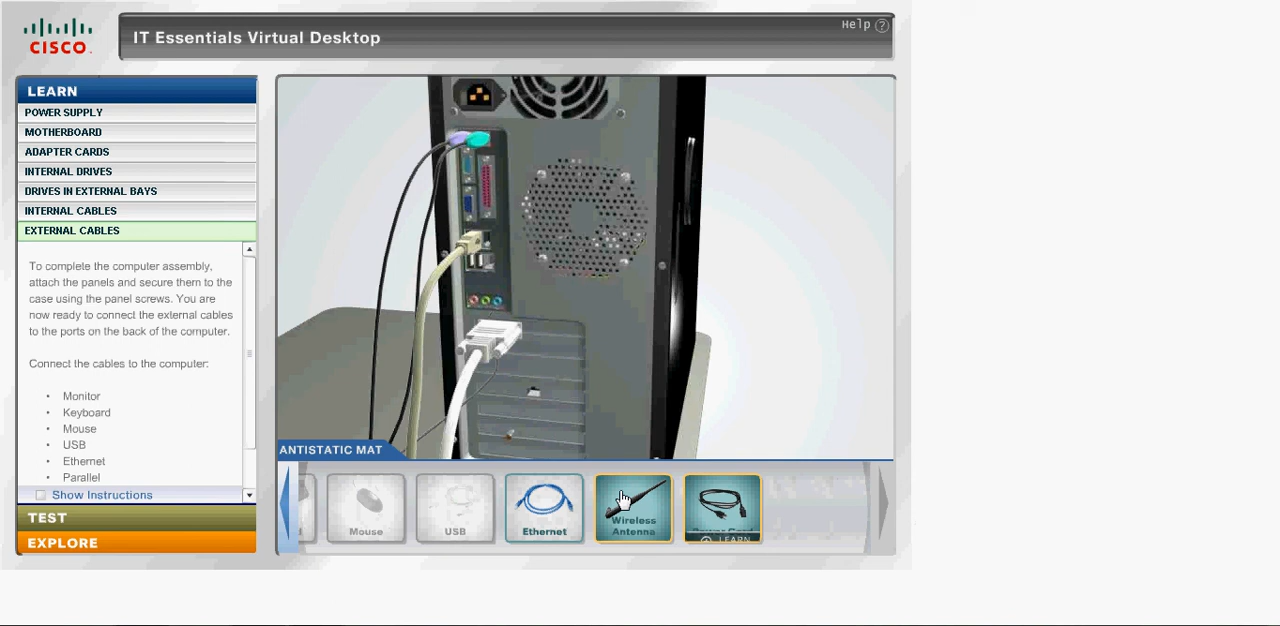 CISCO
IT Essentials Virtual Desktop
Help ?
LEARN
POWER SUPPLY
MOTHERBOARD
ADAPTER CARDS
INTERNAL DRIVES
DRIVES IN EXTERNAL BAYS
INTERNAL CABLES
EXTERNAL CABLES
To complete the computer assembly,
attach the panels and secure them to the
case using the panel screws. You are
now ready to connect the external cables
to the ports on the back of the computer.
Connect the cables to the computer:
• Monitor
• Keyboard
• Mouse
• USB
• Ethernet
• Parallel
Show Instructions
TEST
EXPLORE
ANTISTATIC MAT
Mouse
USB
Ethernet
Wireless
Antenna
Power Cord
LEARN